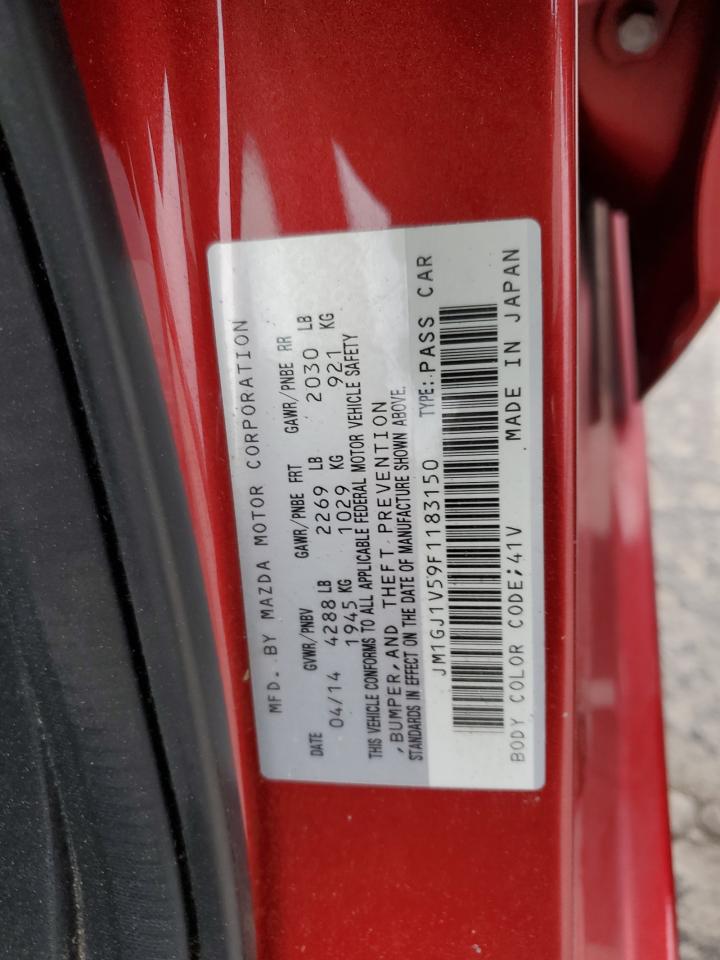 MFD. BY MAZDA MOTOR CORPORATION
DATE GVWR/PNBV GAWR/PNBE FRT GAWR/PNBE RR
04/14 4288 LB 2269 LB 2030 LB
1945 KG 1029 KG 921 KG
THIS VEHICLE CONFORMS TO ALL APPLICABLE FEDERAL MOTOR VEHICLE SAFETY
,BUMPER,AND THEFT PREVENTION
STANDARDS IN EFFECT ON THE DATE OF MANUFACTURE SHOWN ABOVE.
JM1GJ1V59F1183150 TYPE: PASS CAR
BODY COLOR CODE;41V MADE IN JAPAN